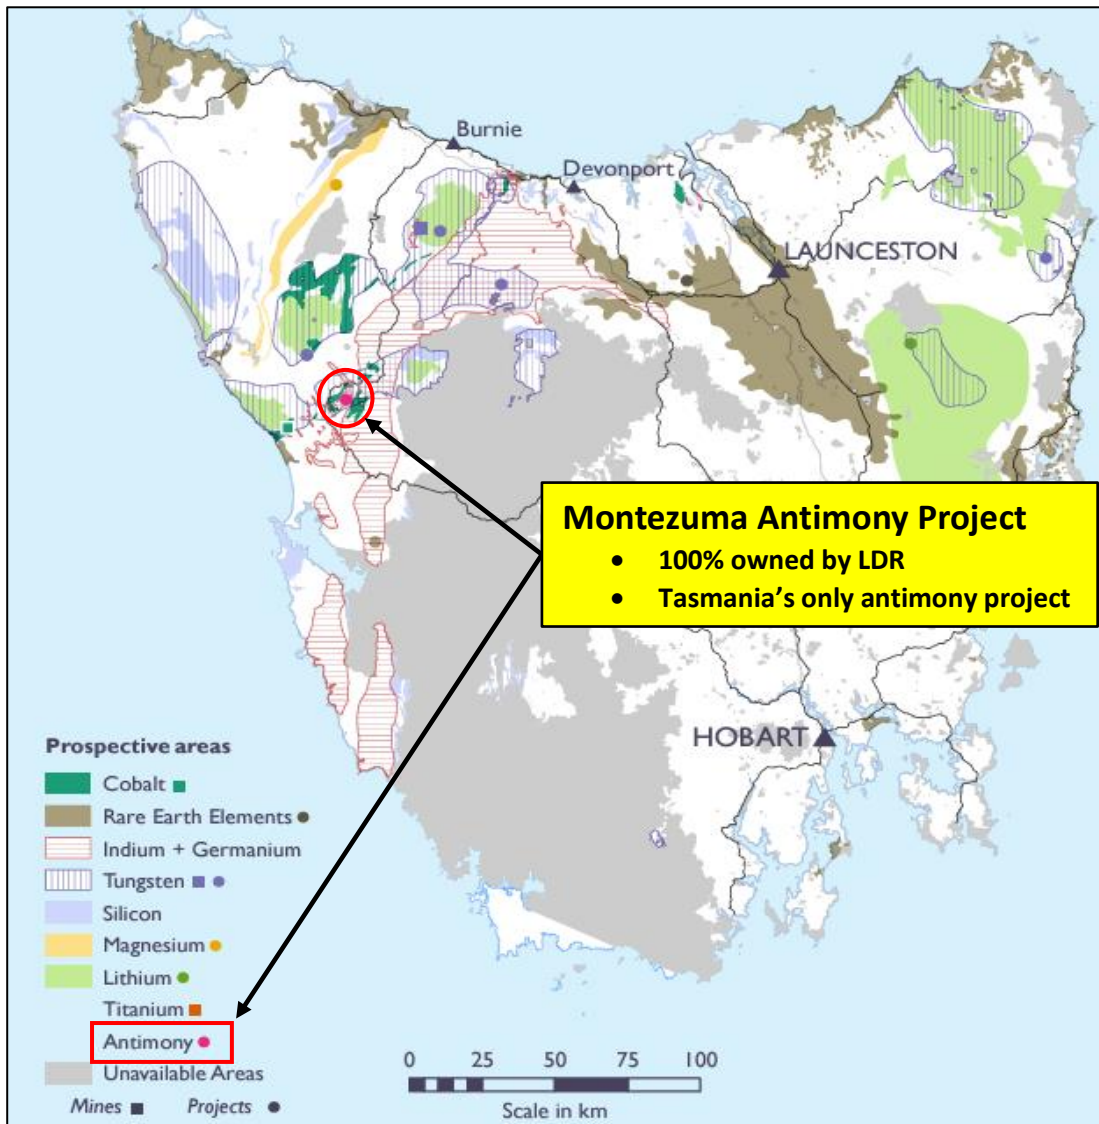 Burnie
Devonport
LAUNCESTON
Montezuma Antimony Project
• 100% owned by LDR
• Tasmania's only antimony project
HOBART
Prospective areas
Cobalt
Rare Earth Elements
Indium + Germanium
Tungsten
Silicon
Magnesium
Lithium
Titanium
Antimony
Unavailable Areas
Mines Projects
0 25 50 75 100
Scale in km